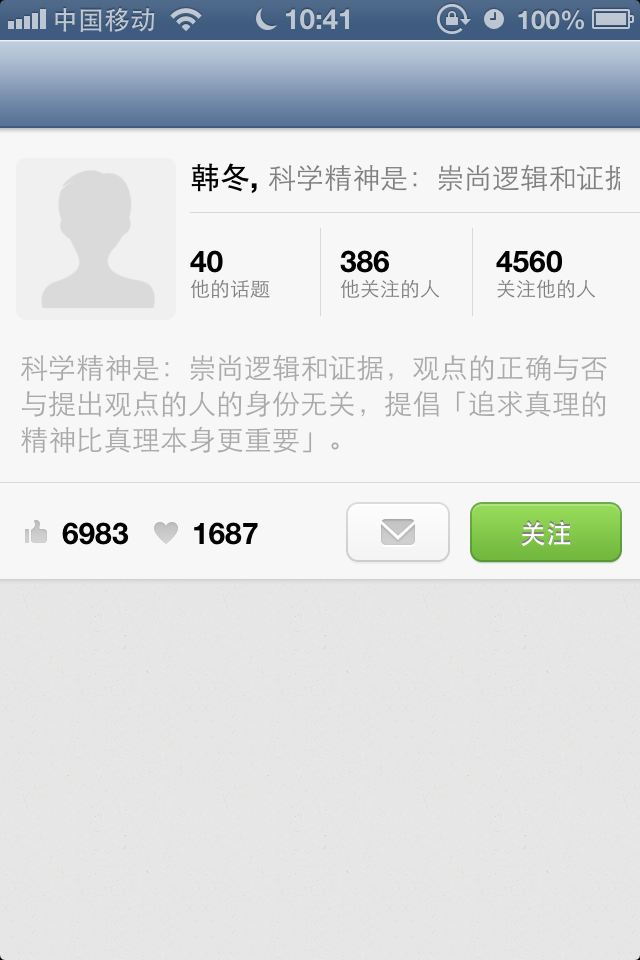 中国移动 10:41 100%
韩冬, 科学精神是：崇尚逻辑和证据
40 386 4560
他的话题 他关注的人 关注他的人
科学精神是：崇尚逻辑和证据，观点的正确与否
与提出观点的人的身份无关，提倡「追求真理的
精神比真理本身更重要」。
6983 1687 关注